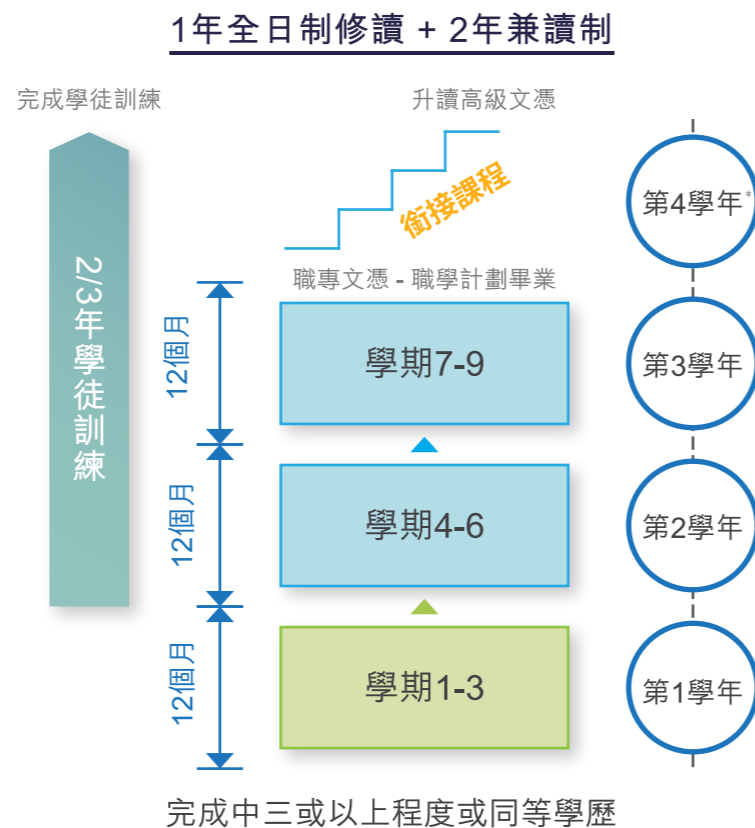 1年全日制修讀 + 2年兼讀制
完成學徒訓練
升讀高級文憑
銜接課程
第4學年*
2/3年學徒訓練
職專文憑 - 職學計劃畢業
12個月
學期7-9
第3學年
12個月
學期4-6
第2學年
12個月
學期1-3
第1學年
完成中三或以上程度或同等學歷